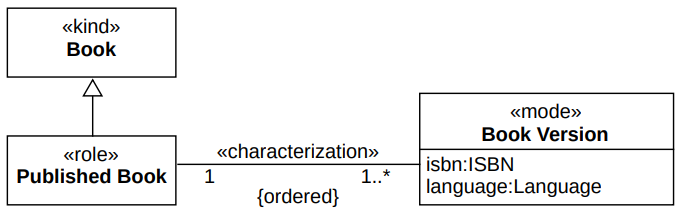 «kind»
Book
«role»
Published Book
«characterization»
1
1..*
{ordered}
«mode»
Book Version
isbn:ISBN
language:Language